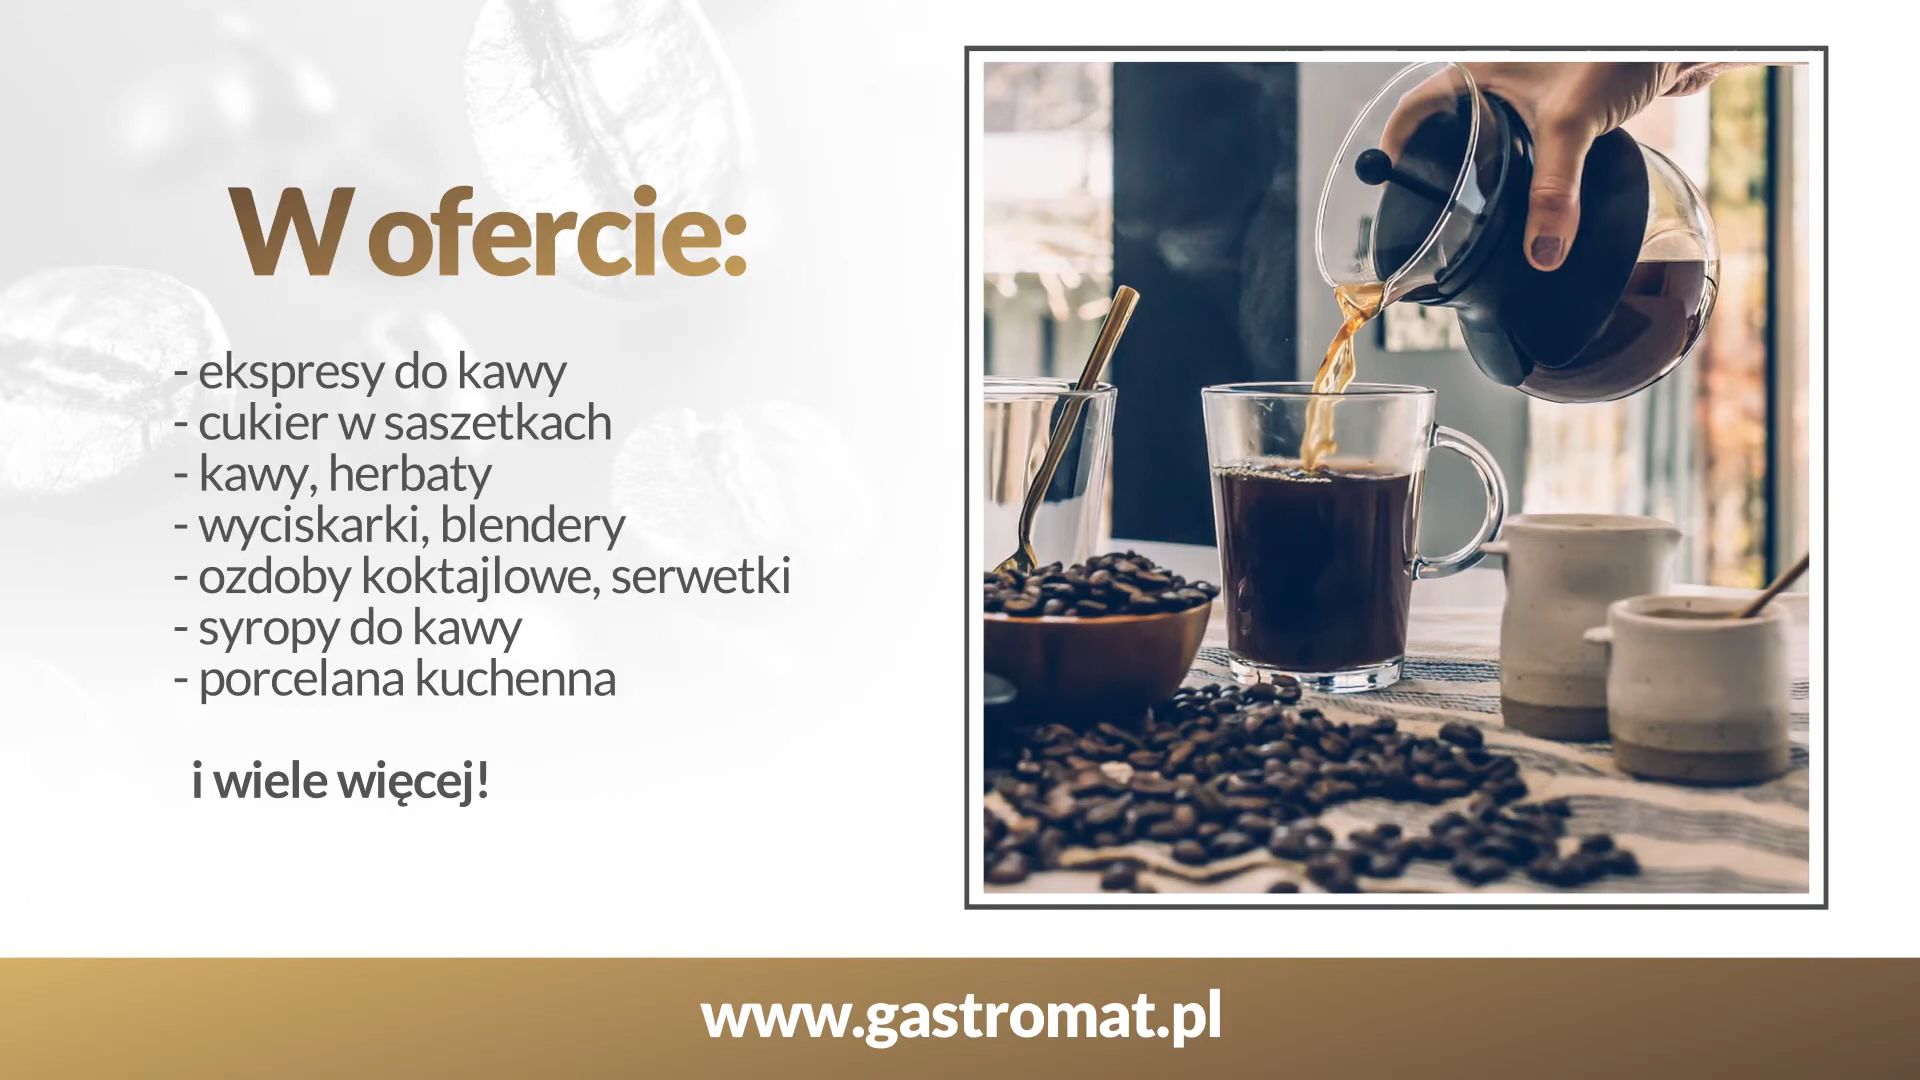 W ofercie:
- ekspresy do kawy
- cukier w saszetkach
- kawy, herbaty
- wyciskarki, blendery
- ozdoby koktajlowe, serwetki
- syropy do kawy
- porcelana kuchenna
i wiele więcej!
www.gastromat.pl